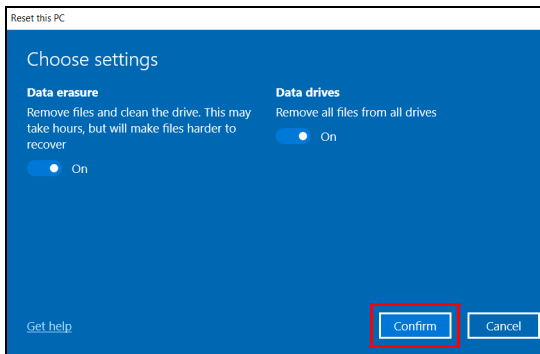 Reset this PC
Choose settings
Data erasure
Remove files and clean the drive. This may
take hours, but will make files harder to
recover
On
Data drives
Remove all files from all drives
On
Get help
Confirm
Cancel